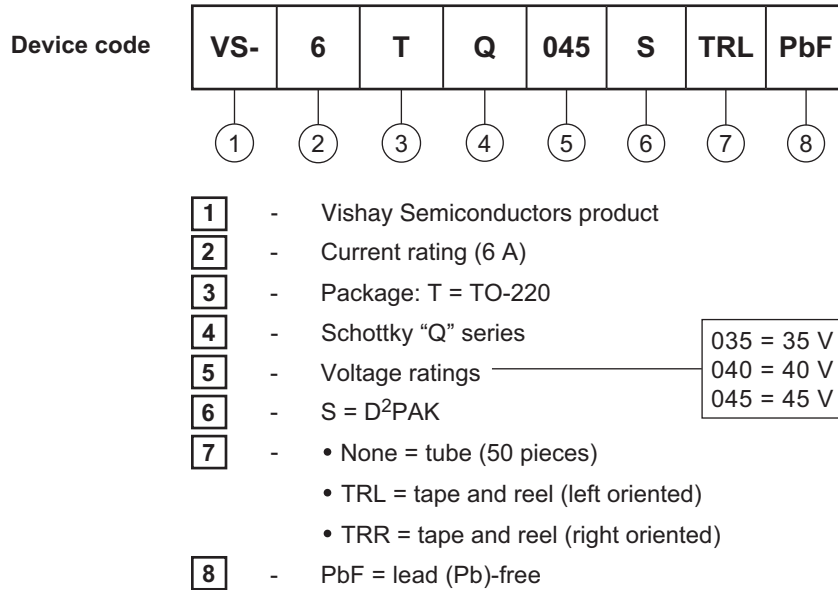 Device code VS- 6 T Q 045 S TRL PbF
1 2 3 4 5 6 7 8
1 - Vishay Semiconductors product
2 - Current rating (6 A)
3 - Package: T = TO-220
4 - Schottky “Q” series
5 - Voltage ratings
035 = 35 V
040 = 40 V
045 = 45 V
6 - S = D2PAK
7 - • None = tube (50 pieces)
• TRL = tape and reel (left oriented)
• TRR = tape and reel (right oriented)
8 - PbF = lead (Pb)-free